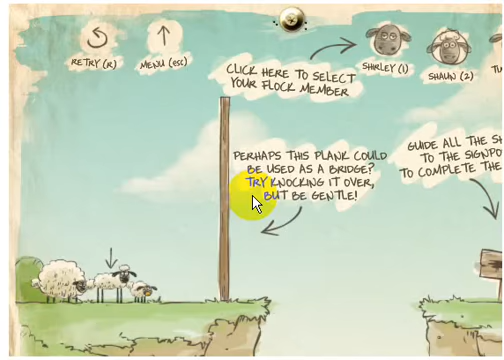 RETRY (R)
MENU (esc)
CLICK HERE TO SELECT
YOUR FLOCK MEMBER
SHIRLEY (1)
SHAUN (2)
PERHAPS THIS PLANK COULD
BE USED AS A BRIDGE?
TRY KNOCKING IT OVER,
BUT BE GENTLE!
GUIDE ALL THE
TO THE
TO COMPLETE THE